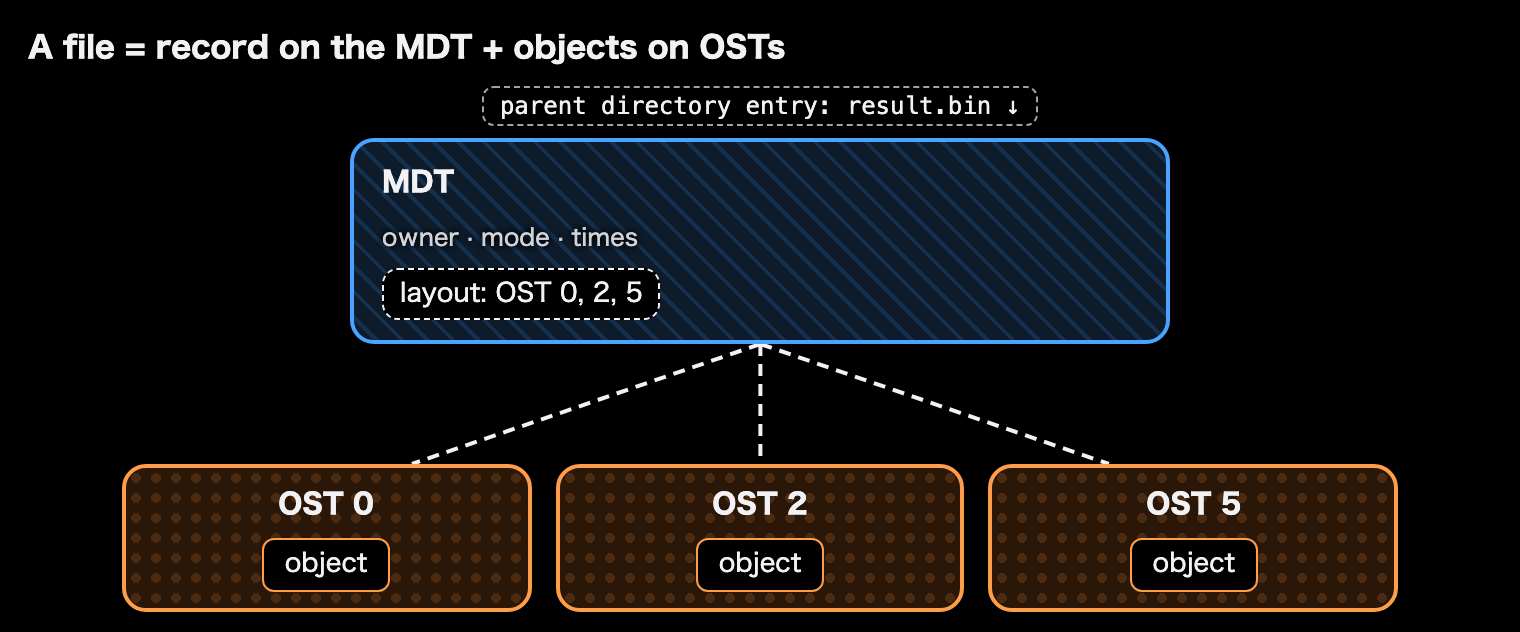 A file = record on the MDT + objects on OSTs
parent directory entry: result.bin ↓
MDT
owner · mode · times
layout: OST 0, 2, 5
OST 0
object
OST 2
object
OST 5
object